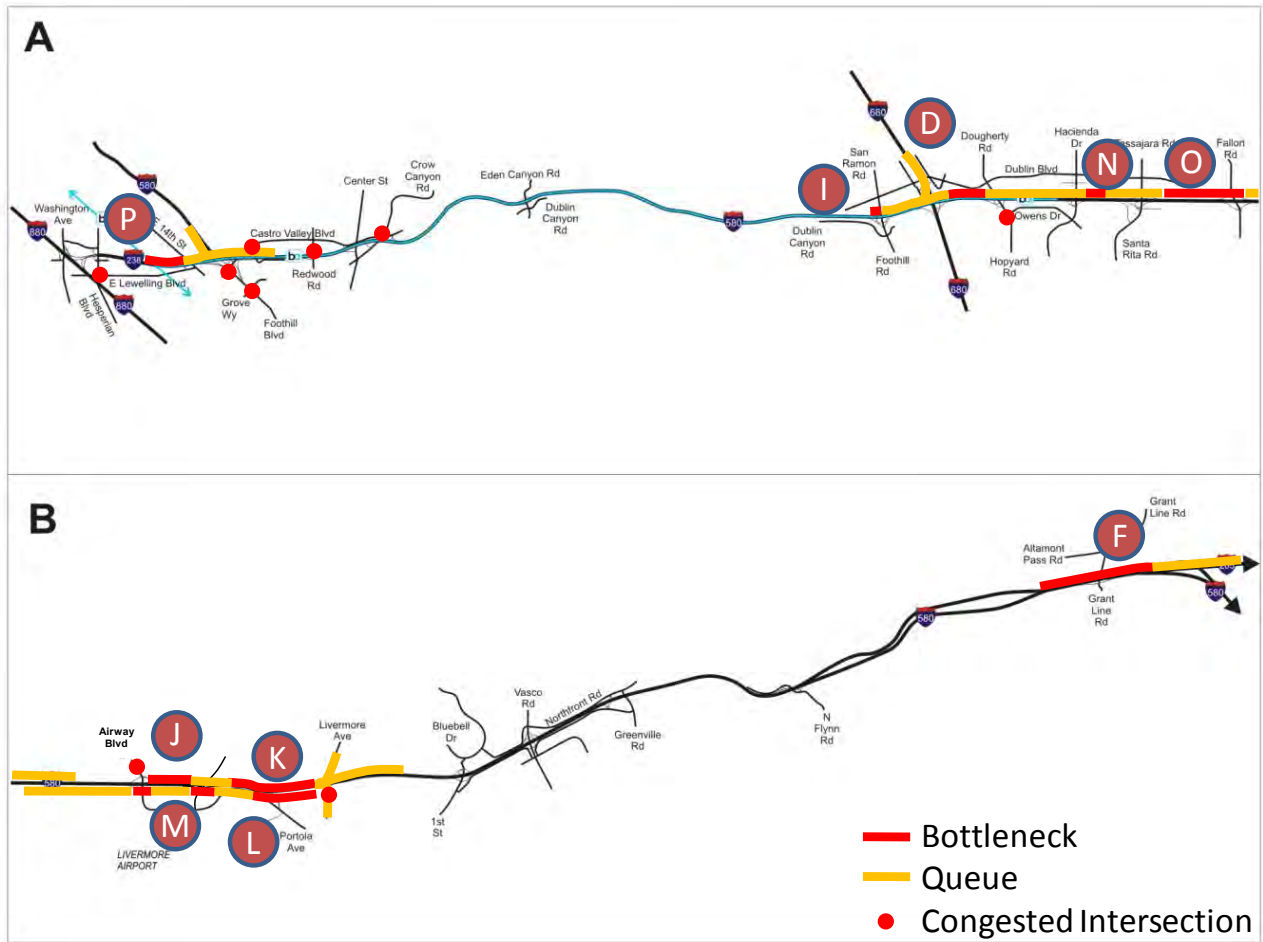 A
680
D
Dougherty
Rd
Hacienda
Dr
Tassajara Rd
Fallon
Rd
N
O
Dublin Blvd
San
Ramon
Rd
I
Crow
Canyon
Rd
Center St
Eden Canyon Rd
Dublin
Canyon
Rd
580
Washington
Ave
P
E 14th St
880
238
Castro Valley Blvd
b
Redwood
Rd
E Lewelling Blvd
Hesperian
Blvd
880
Grove
Wy
Foothill
Blvd
580
Dublin
Canyon
Rd
Foothill
Rd
680
Owens Dr
Hopyard
Rd
Santa
Rita Rd
B
Grant
Line Rd
F
Altamont
Pass Rd
580
Grant
Line
Rd
580
Vasco
Rd
Northfront Rd
Bluebell
Dr
Greenville
Rd
N
Flynn
Rd
1st
St
Airway
Blvd
J
K
Livermore
Ave
580
M
L
Portola
Ave
LIVERMORE
AIRPORT
Bottleneck
Queue
Congested Intersection